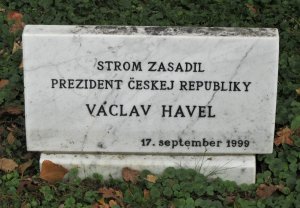 STROM ZASADIL
PREZIDENT ČESKEJ REPUBLIKY
VÁCLAV HAVEL
17. september 1999